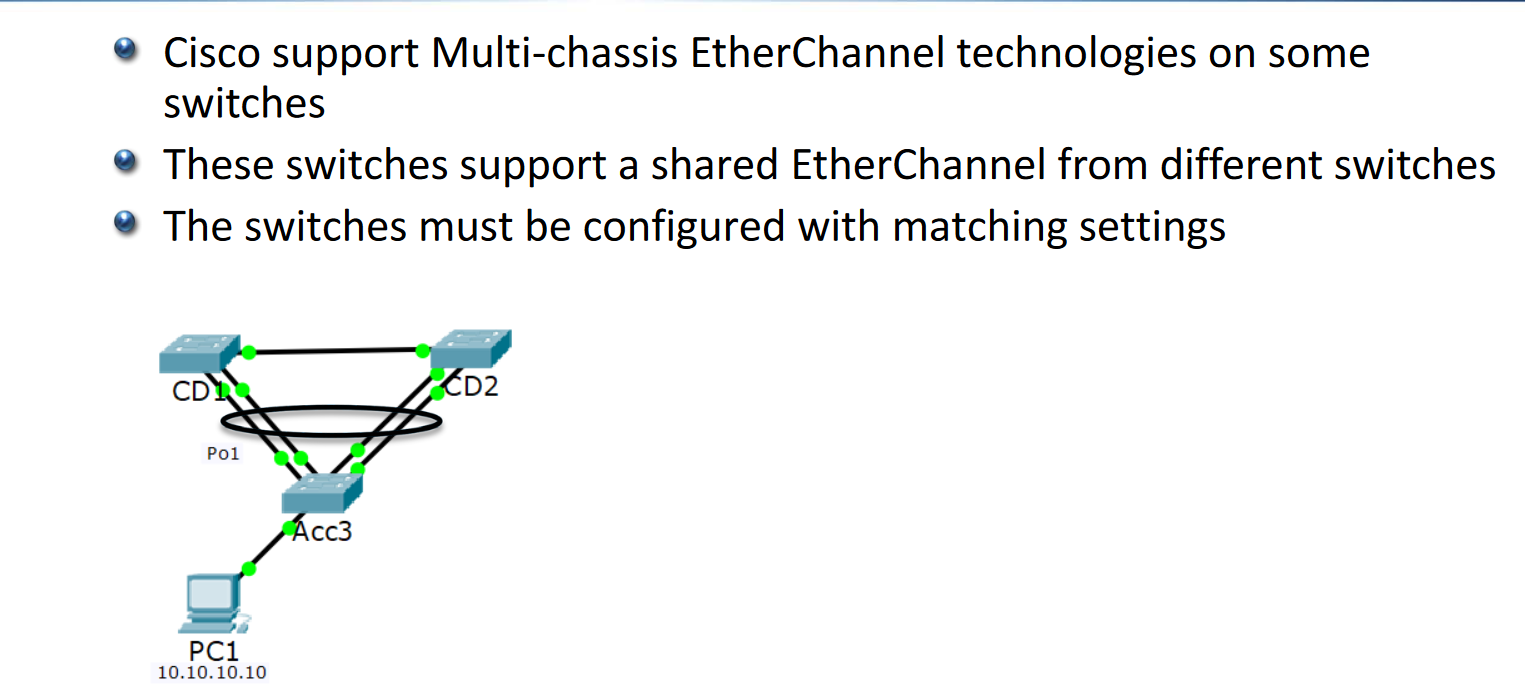 Cisco support Multi-chassis EtherChannel technologies on some
switches
These switches support a shared EtherChannel from different switches
The switches must be configured with matching settings
CD1
CD2
Po1
Acc3
PC1
10.10.10.10